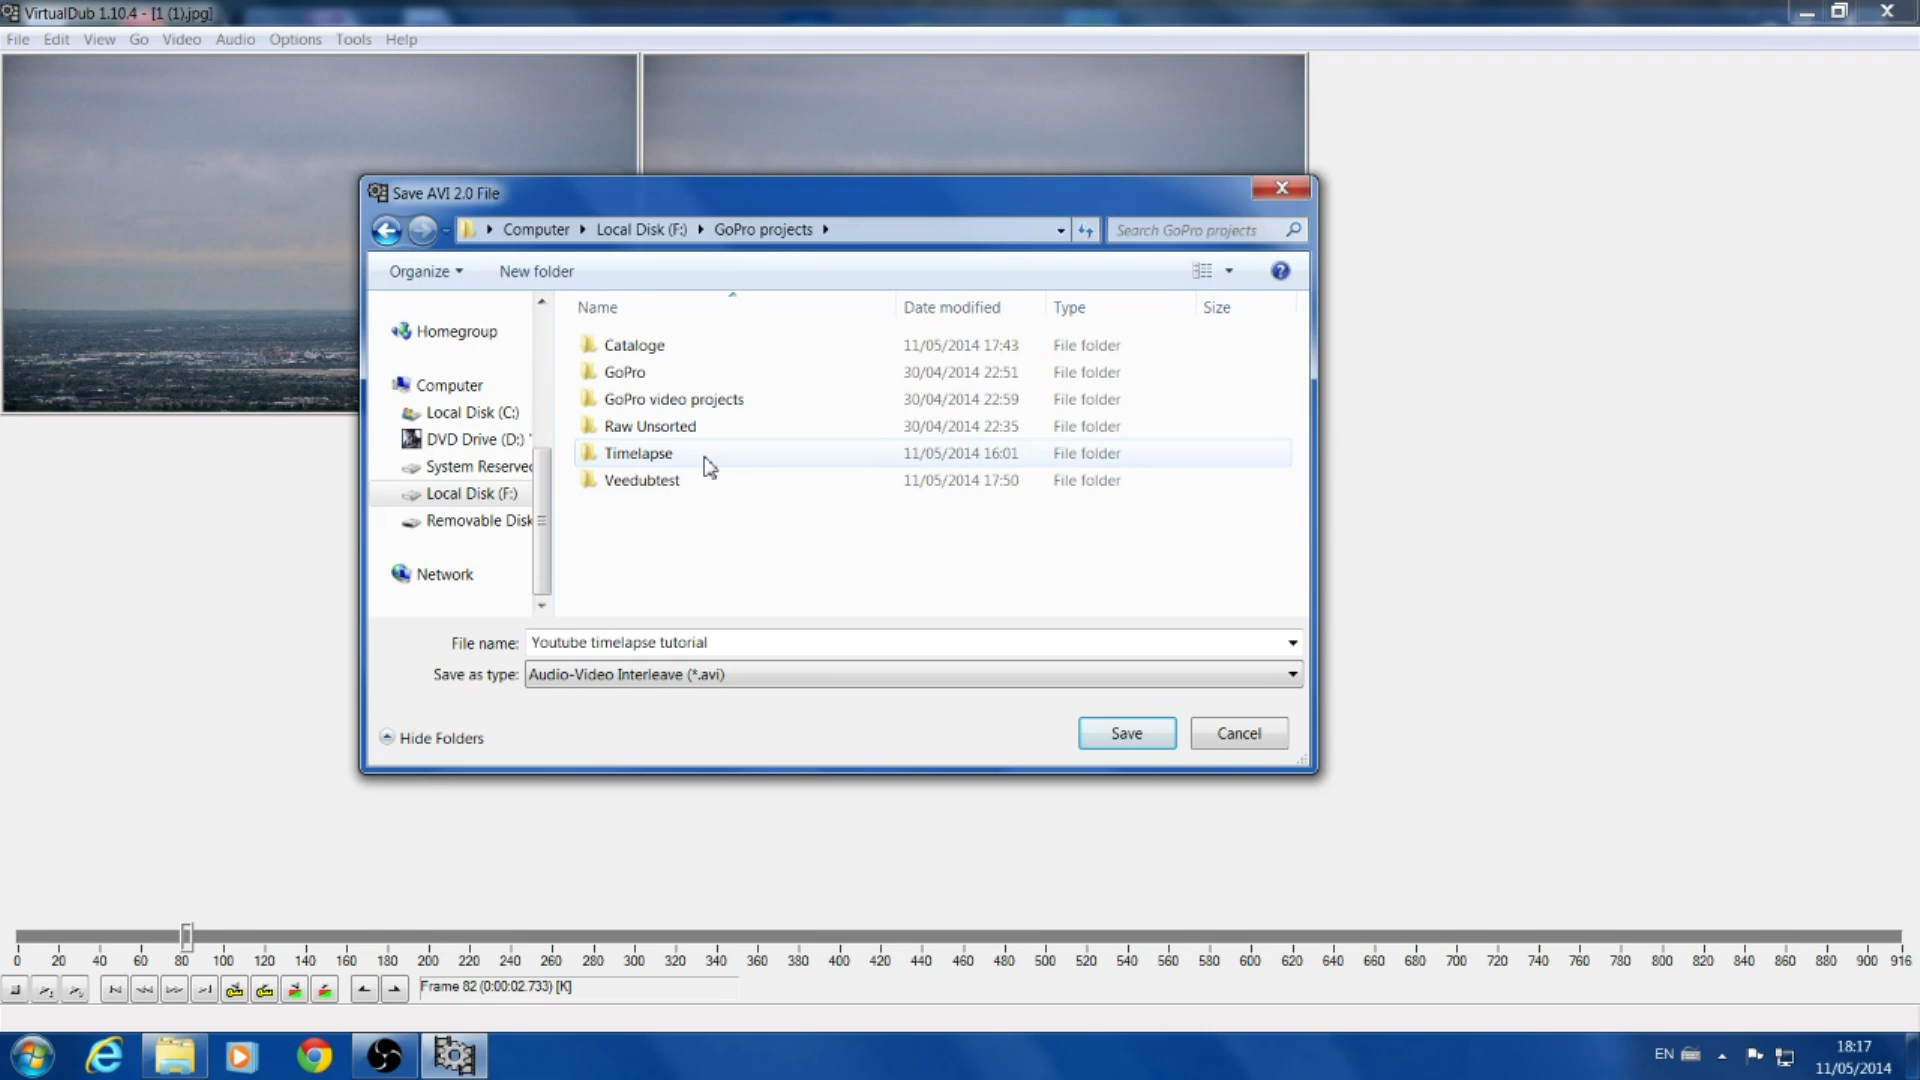 VirtualDub 1.10.4 - [1 (1).jpg]
File Edit View Go Video Audio Options Tools Help
Save AVI 2.0 File
Computer Local Disk (F:) GoPro projects
Search GoPro projects
Organize New folder
Name Date modified Type Size
Homegroup
Computer
Local Disk (C:)
DVD Drive (D:) '
System Reserved
Local Disk (F:)
Removable Disk
Network
Cataloge 11/05/2014 17:43 File folder
GoPro 30/04/2014 22:51 File folder
GoPro video projects 30/04/2014 22:59 File folder
Raw Unsorted 30/04/2014 22:35 File folder
Timelapse 11/05/2014 16:01 File folder
Veedubtest 11/05/2014 17:50 File folder
File name: Youtube timelapse tutorial
Save as type: Audio-Video Interleave (*.avi)
Hide Folders Save Cancel
0 20 40 60 80 100 120 140 160 180 200 220 240 260 280 300 320 340 360 380 400 420 440 460 480 500 520 540 560 580 600 620 640 660 680 700 720 740 760 780 800 820 840 860 880 900 916
Frame 82 (0:00:02.733) [K]
EN 18:17
11/05/2014